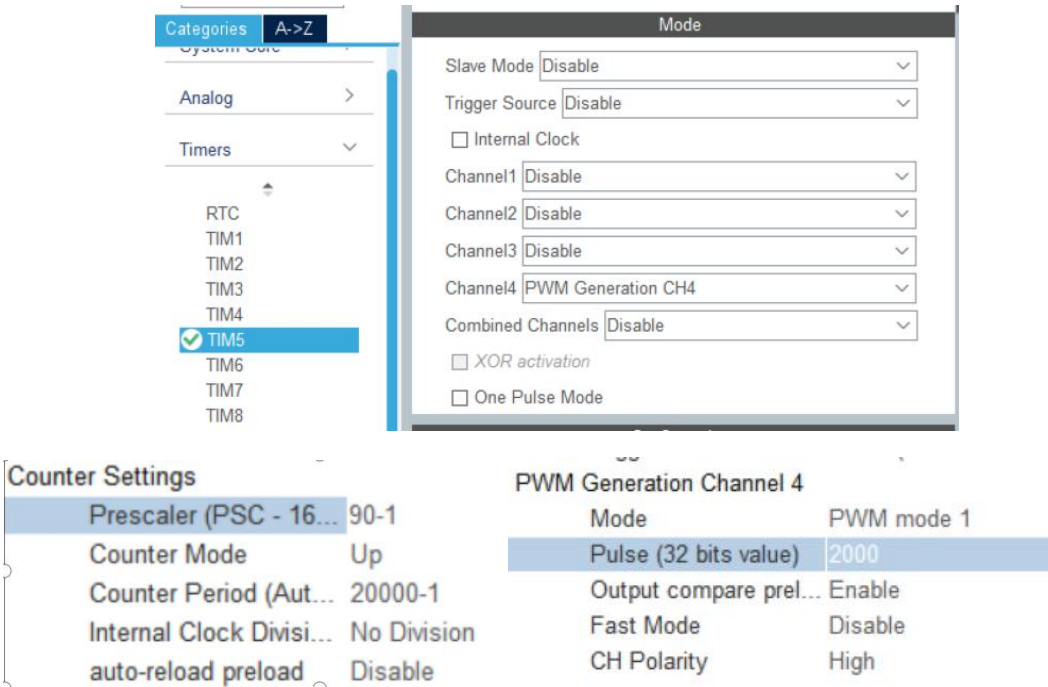 Categories A->Z
System Core
Analog
Timers
RTC
TIM1
TIM2
TIM3
TIM4
TIM5
TIM6
TIM7
TIM8
Mode
Slave Mode Disable
Trigger Source Disable
Internal Clock
Channel1 Disable
Channel2 Disable
Channel3 Disable
Channel4 PWM Generation CH4
Combined Channels Disable
XOR activation
One Pulse Mode
Counter Settings
Prescaler (PSC - 16... 90-1
Counter Mode Up
Counter Period (Aut... 20000-1
Internal Clock Divisi... No Division
auto-reload preload Disable
PWM Generation Channel 4
Mode PWM mode 1
Pulse (32 bits value) 2000
Output compare prel... Enable
Fast Mode Disable
CH Polarity High